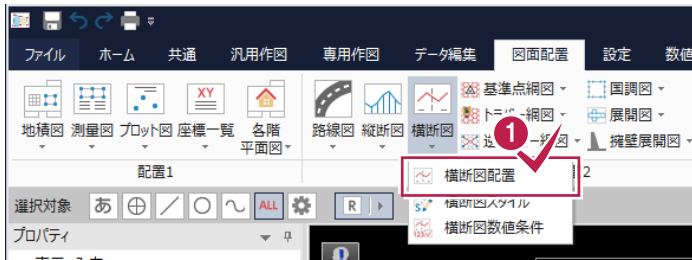 ファイル ホーム 共通 汎用作図 専用作図 データ編集 図面配置 設定 数値
XY
基準点網図 国調図
網図 展開図
擁壁展開図
地積図 測量図 プロット図 座標一覧 各階平面図 路線図 縦断図 横断図
配置1 2
1
横断図配置
横断図スタイル
横断図数値条件
選択対象 あ ALL R
プロパティ